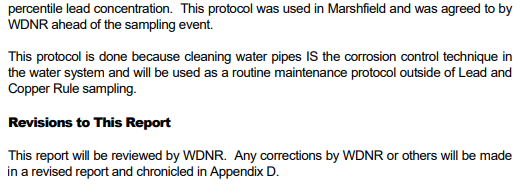 percentile lead concentration.  This protocol was used in Marshfield and was agreed to by
WDNR ahead of the sampling event.
This protocol is done because cleaning water pipes IS the corrosion control technique in
the water system and will be used as a routine maintenance protocol outside of Lead and
Copper Rule sampling.
Revisions to This Report
This report will be reviewed by WDNR.  Any corrections by WDNR or others will be made
in a revised report and chronicled in Appendix D.